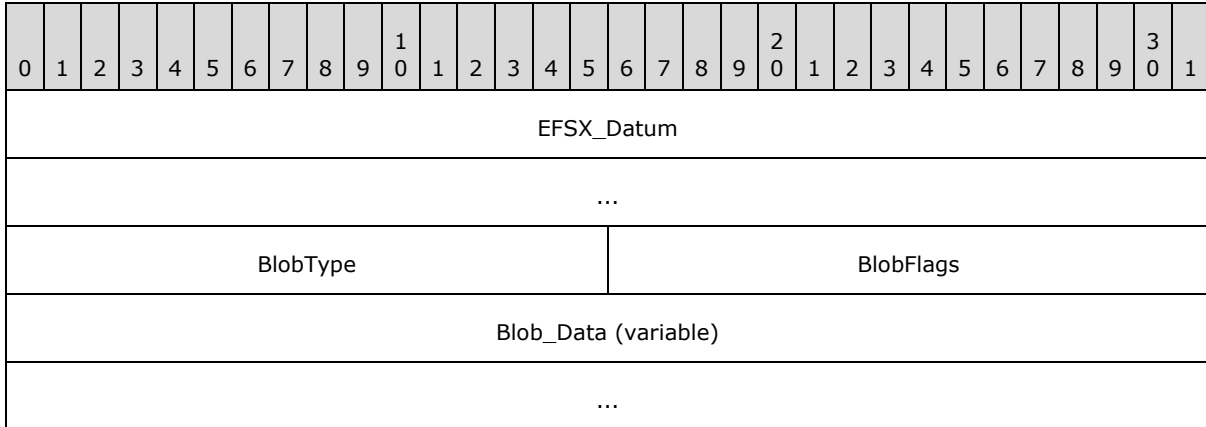 1 2 3
0 1 2 3 4 5 6 7 8 9 0 1 2 3 4 5 6 7 8 9 0 1 2 3 4 5 6 7 8 9 0 1
EFSX_Datum
...
BlobType BlobFlags
Blob_Data (variable)
...